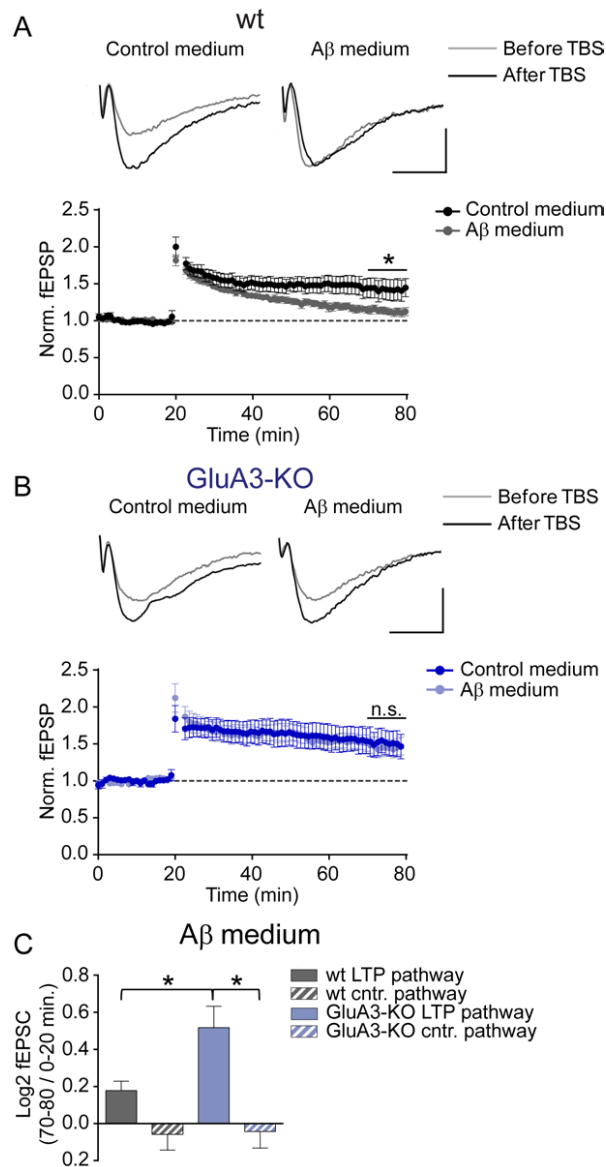 A
wt
Control medium
Aβ medium
Before TBS
After TBS
Control medium
Aβ medium
*
Norm. fEPSP
2.5
2.0
1.5
1.0
0.5
0.0
0 20 40 60 80
Time (min)
B
GluA3-KO
Control medium
Aβ medium
Before TBS
After TBS
Control medium
Aβ medium
n.s.
Norm. fEPSP
2.5
2.0
1.5
1.0
0.5
0.0
0 20 40 60 80
Time (min)
C
Aβ medium
wt LTP pathway
wt cntr. pathway
GluA3-KO LTP pathway
GluA3-KO cntr. pathway
* *
Log2 fEPSC
(70-80 / 0-20 min.)
0.8
0.6
0.4
0.2
0.0
0.2